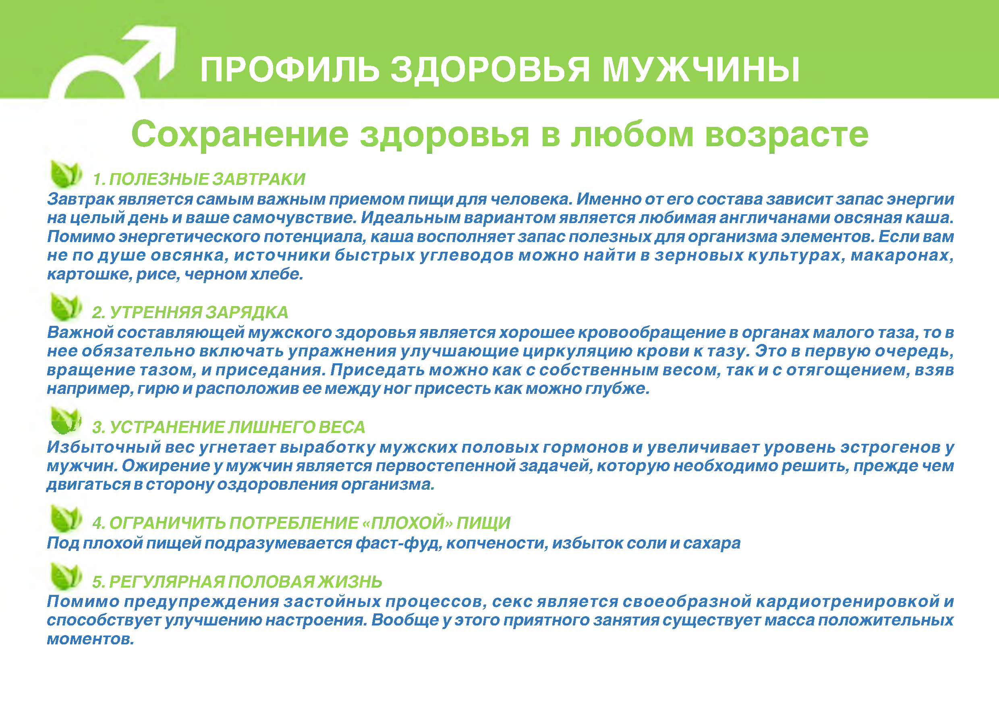 ПРОФИЛЬ ЗДОРОВЬЯ МУЖЧИНЫ
Сохранение здоровья в любом возрасте
1. ПОЛЕЗНЫЕ ЗАВТРАКИ
Завтрак является самым важным приемом пищи для человека. Именно от его состава зависит запас энергии
на целый день и ваше самочувствие. Идеальным вариантом является любимая англичанами овсяная каша.
Помимо энергетического потенциала, каша восполняет запас полезных для организма элементов. Если вам
не по душе овсянка, источники быстрых углеводов можно найти в зерновых культурах, макаронах,
картошке, рисе, черном хлебе.
2. УТРЕННЯЯ ЗАРЯДКА
Важной составляющей мужского здоровья является хорошее кровообращение в органах малого таза, то в
нее обязательно включать упражнения улучшающие циркуляцию крови к тазу. Это в первую очередь,
вращение тазом, и приседания. Приседать можно как с собственным весом, так и с отягощением, взяв
например, гирю и расположив ее между ног присесть как можно глубже.
3. УСТРАНЕНИЕ ЛИШНЕГО ВЕСА
Избыточный вес угнетает выработку мужских половых гормонов и увеличивает уровень эстрогенов у
мужчин. Ожирение у мужчин является первостепенной задачей, которую необходимо решить, прежде чем
двигаться в сторону оздоровления организма.
4. ОГРАНИЧИТЬ ПОТРЕБЛЕНИЕ «ПЛОХОЙ» ПИЩИ
Под плохой пищей подразумевается фаст-фуд, копчености, избыток соли и сахара
5. РЕГУЛЯРНАЯ ПОЛОВАЯ ЖИЗНЬ
Помимо предупреждения застойных процессов, секс является своеобразной кардиотренировкой и
способствует улучшению настроения. Вообще у этого приятного занятия существует масса положительных
моментов.